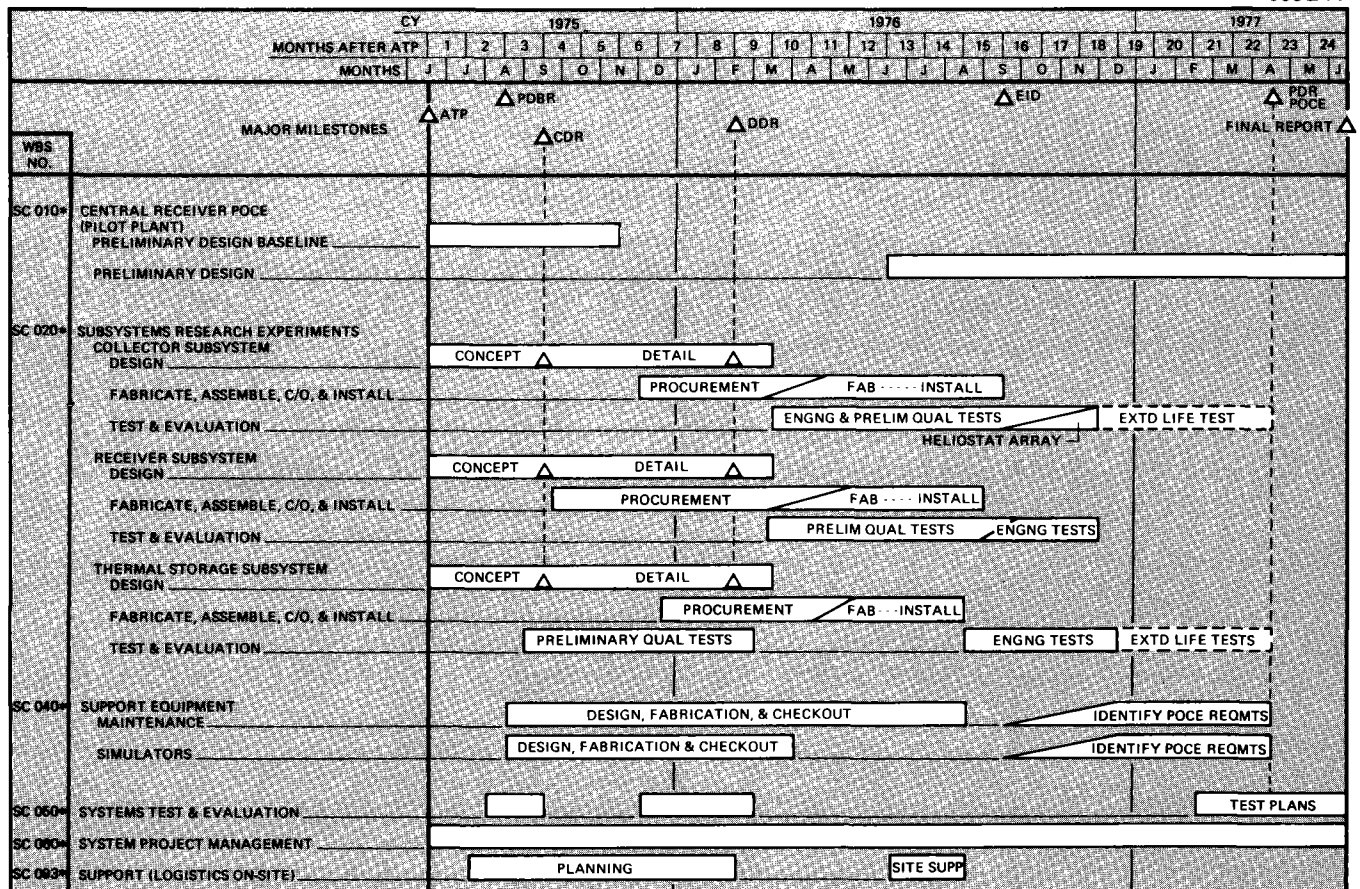 CY 1975 1976 1977
MONTHS AFTER ATP 1 2 3 4 5 6 7 8 9 10 11 12 13 14 15 16 17 18 19 20 21 22 23 24
MONTHS J J A S O N D J F M A M J J A S O N D J F M A M J
PDBR EID PDR
POCE
ATP
MAJOR MILESTONES CDR DDR FINAL REPORT
WBS
NO.
SC 010* CENTRAL RECEIVER POCE
(PILOT PLANT)
PRELIMINARY DESIGN BASELINE
PRELIMINARY DESIGN
SC 020* SUBSYSTEMS RESEARCH EXPERIMENTS
COLLECTOR SUBSYSTEM
DESIGN CONCEPT DETAIL
FABRICATE, ASSEMBLE, C/O, & INSTALL PROCUREMENT FAB ----- INSTALL
TEST & EVALUATION ENGNG & PRELIM QUAL TESTS EXTD LIFE TEST
HELIOSTAT ARRAY
RECEIVER SUBSYSTEM
DESIGN CONCEPT DETAIL
FABRICATE, ASSEMBLE, C/O, & INSTALL PROCUREMENT FAB ---- INSTALL
TEST & EVALUATION PRELIM QUAL TESTS ENGNG TESTS
THERMAL STORAGE SUBSYSTEM
DESIGN CONCEPT DETAIL
FABRICATE, ASSEMBLE, C/O, & INSTALL PROCUREMENT FAB --- INSTALL
TEST & EVALUATION PRELIMINARY QUAL TESTS ENGNG TESTS EXTD LIFE TESTS
SC 040* SUPPORT EQUIPMENT
MAINTENANCE DESIGN, FABRICATION, & CHECKOUT IDENTIFY POCE REQMTS
SIMULATORS DESIGN, FABRICATION & CHECKOUT IDENTIFY POCE REQMTS
SYSTEMS TEST & EVALUATION TEST PLANS
SYSTEM PROJECT MANAGEMENT
SUPPORT (LOGISTICS ON-SITE) PLANNING SITE SUPP